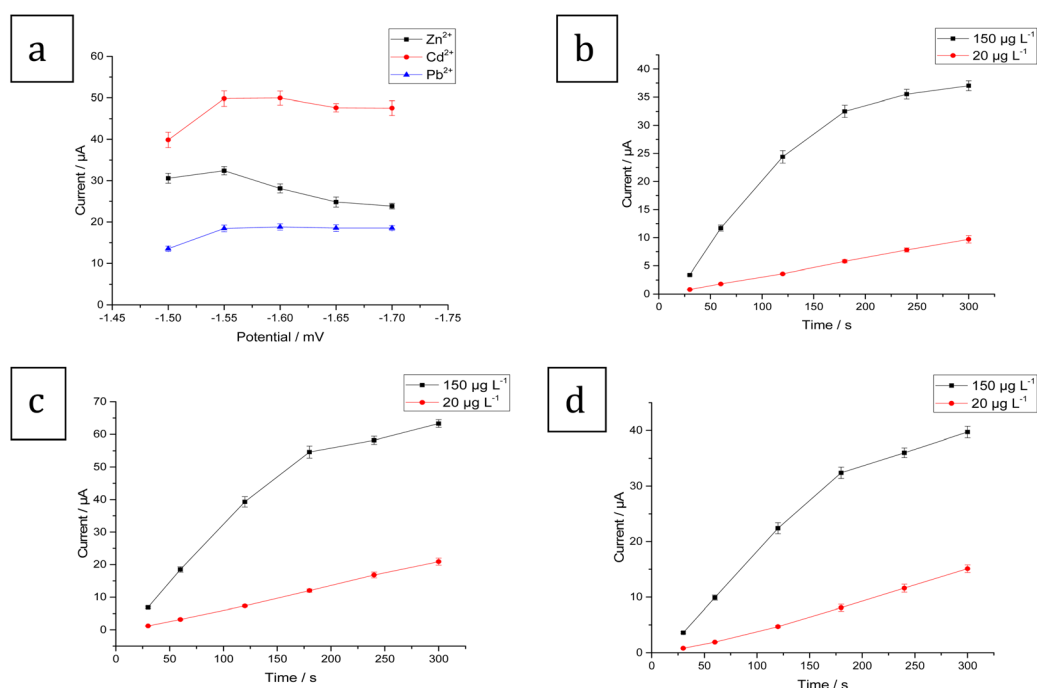 a
Zn²⁺
Cd²⁺
Pb²⁺
60
50
40
30
20
10
0
Current / µA
-1.45 -1.50 -1.55 -1.60 -1.65 -1.70 -1.75
Potential / mV
b
150 µg L⁻¹
20 µg L⁻¹
40
35
30
25
20
15
10
5
0
Current / µA
0 50 100 150 200 250 300
Time / s
c
150 µg L⁻¹
20 µg L⁻¹
70
60
50
40
30
20
10
0
Current / µA
0 50 100 150 200 250 300
Time / s
d
150 µg L⁻¹
20 µg L⁻¹
40
30
20
10
0
Current / µA
0 50 100 150 200 250 300
Time / s